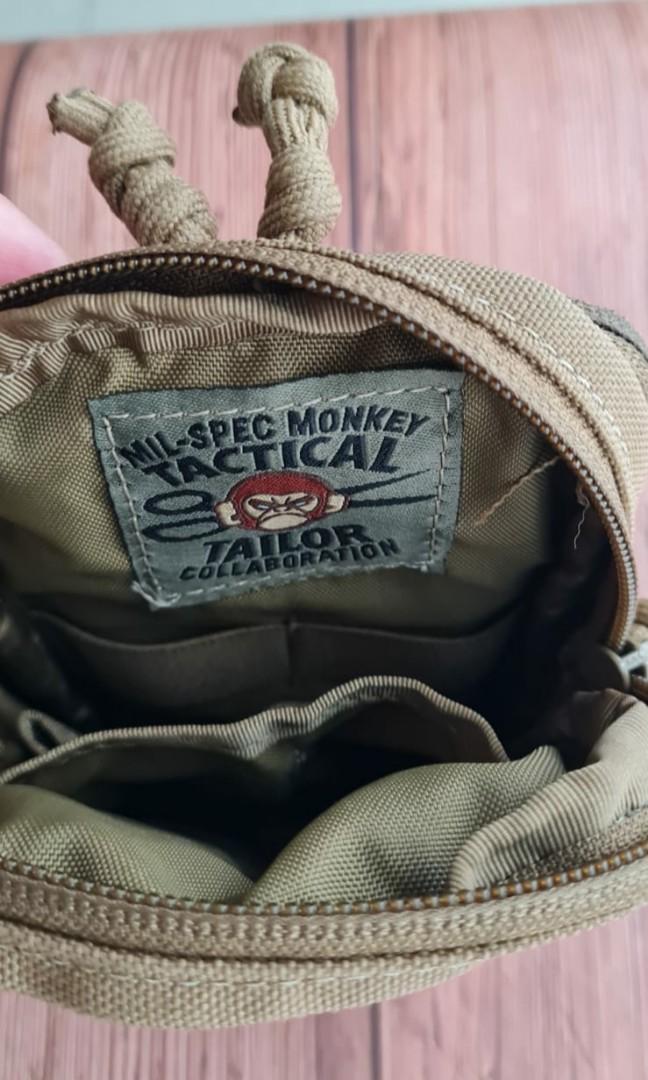 MIL-SPEC MONKEY
TACTICAL
TAILOR
COLLABORATION